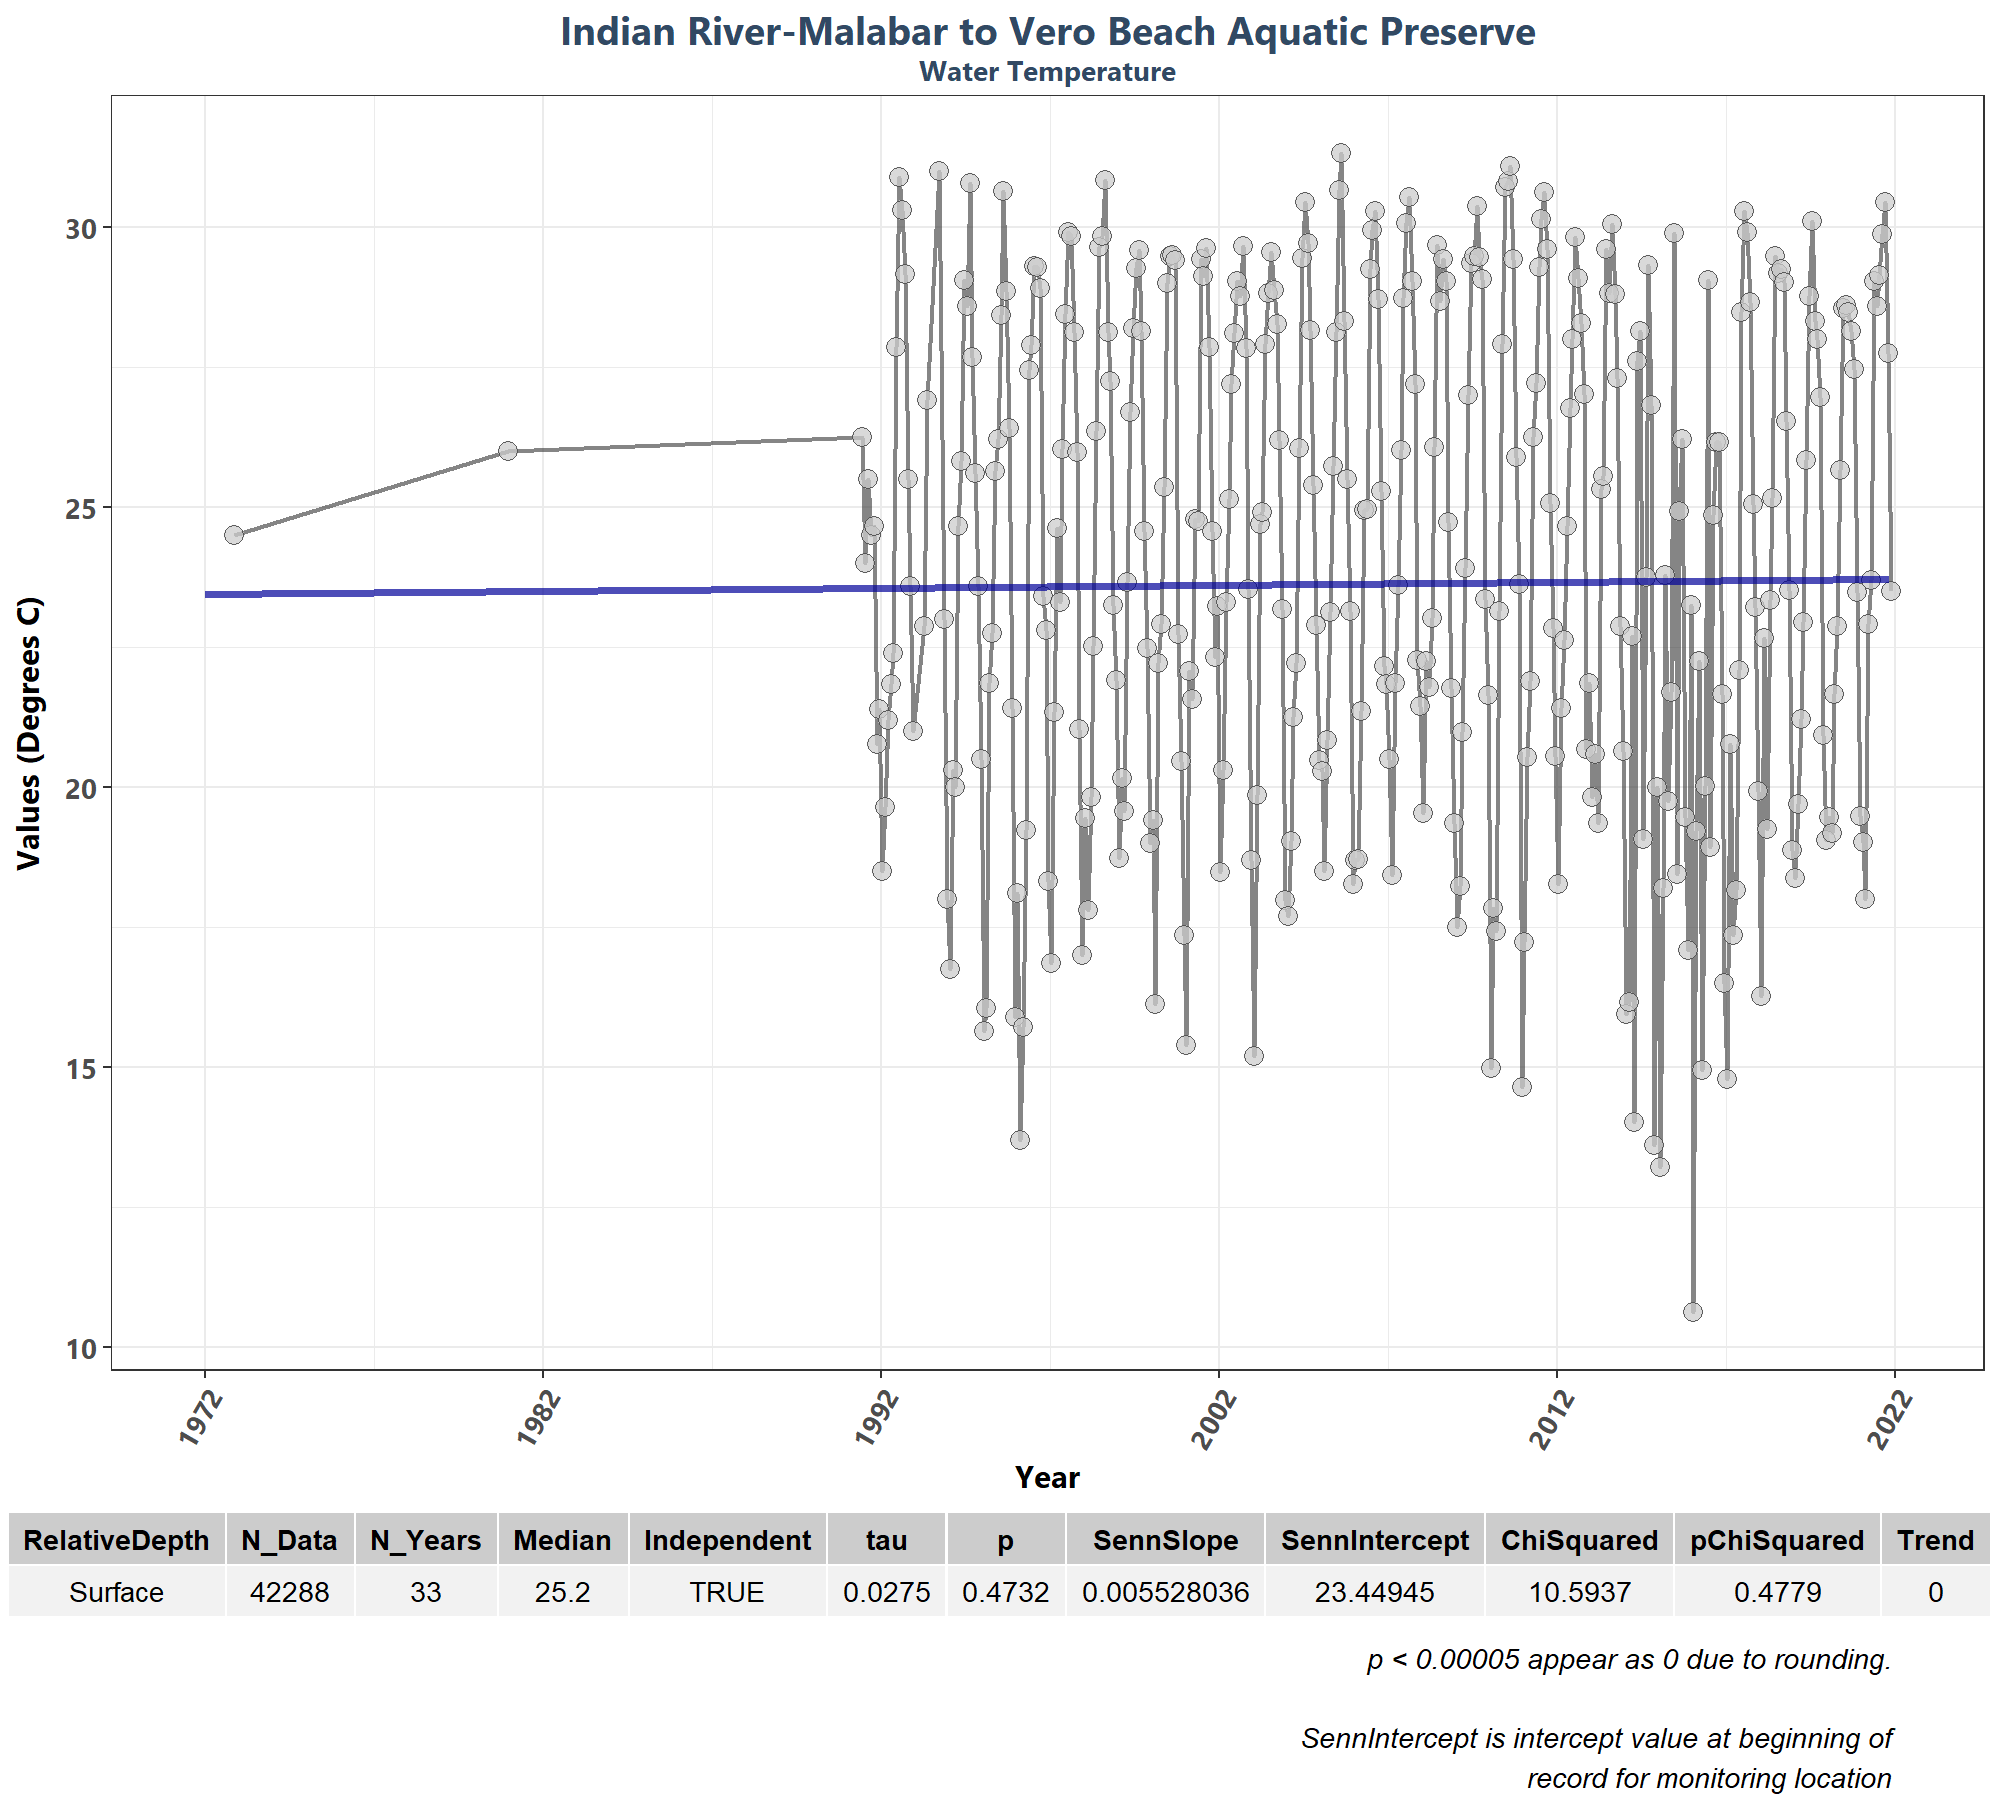 Indian River-Malabar to Vero Beach Aquatic Preserve
Water Temperature
Values (Degrees C)
30
25
20
15
10
1972
1982
1992
2002
2012
2022
Year
RelativeDepth N_Data N_Years Median Independent tau p SennSlope SennIntercept ChiSquared pChiSquared Trend
Surface 42288 33 25.2 TRUE 0.0275 0.4732 0.005528036 23.44945 10.5937 0.4779 0
p < 0.00005 appear as 0 due to rounding.
SennIntercept is intercept value at beginning of
record for monitoring location